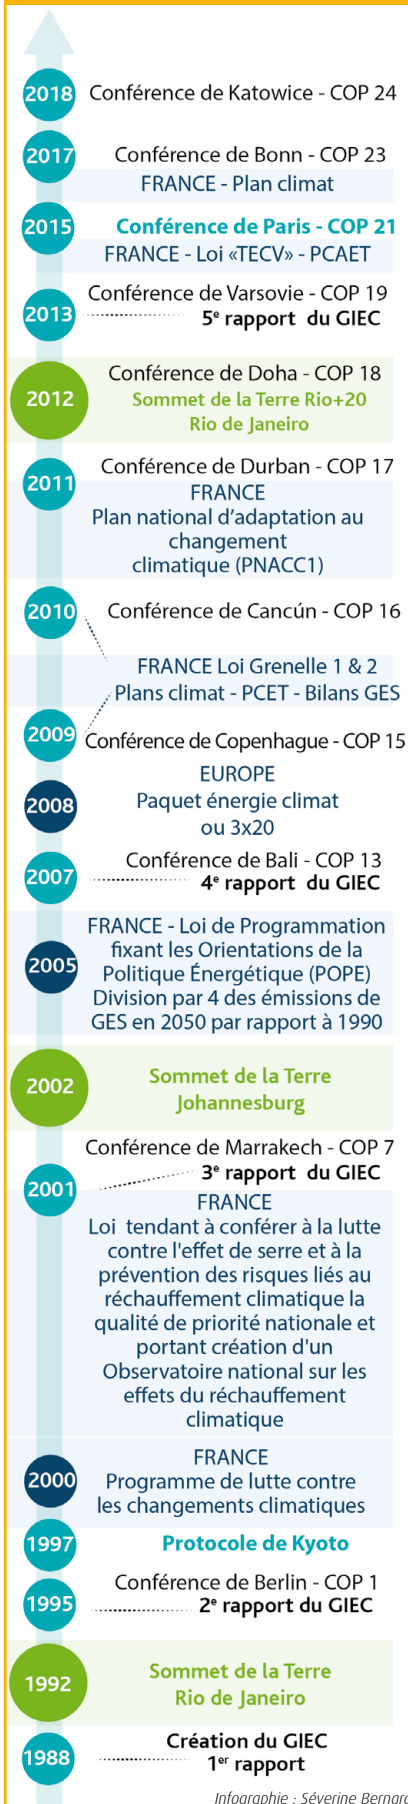 2018 Conférence de Katowice - COP 24
2017 Conférence de Bonn - COP 23
FRANCE - Plan climat
2015 Conférence de Paris - COP 21
FRANCE - Loi «TECV» - PCAET
Conférence de Varsovie - COP 19
2013 5e rapport du GIEC
Conférence de Doha - COP 18
2012 Sommet de la Terre Rio+20
Rio de Janeiro
Conférence de Durban - COP 17
2011 FRANCE
Plan national d’adaptation au
changement
climatique (PNACC1)
2010 Conférence de Cancún - COP 16
FRANCE Loi Grenelle 1 & 2
Plans climat - PCET - Bilans GES
2009 Conférence de Copenhague - COP 15
EUROPE
2008 Paquet énergie climat
ou 3x20
Conférence de Bali - COP 13
2007 4e rapport du GIEC
FRANCE - Loi de Programmation
fixant les Orientations de la
2005 Politique Énergétique (POPE)
Division par 4 des émissions de
GES en 2050 par rapport à 1990
2002 Sommet de la Terre
Johannesburg
Conférence de Marrakech - COP 7
3e rapport du GIEC
2001 FRANCE
Loi tendant à conférer à la lutte
contre l'effet de serre et à la
prévention des risques liés au
réchauffement climatique la
qualité de priorité nationale et
portant création d'un
Observatoire national sur les
effets du réchauffement
climatique
FRANCE
2000 Programme de lutte contre
les changements climatiques
1997 Protocole de Kyoto
Conférence de Berlin - COP 1
1995 2e rapport du GIEC
1992 Sommet de la Terre
Rio de Janeiro
Création du GIEC
1988 1er rapport
Infographie : Séverine Bernard